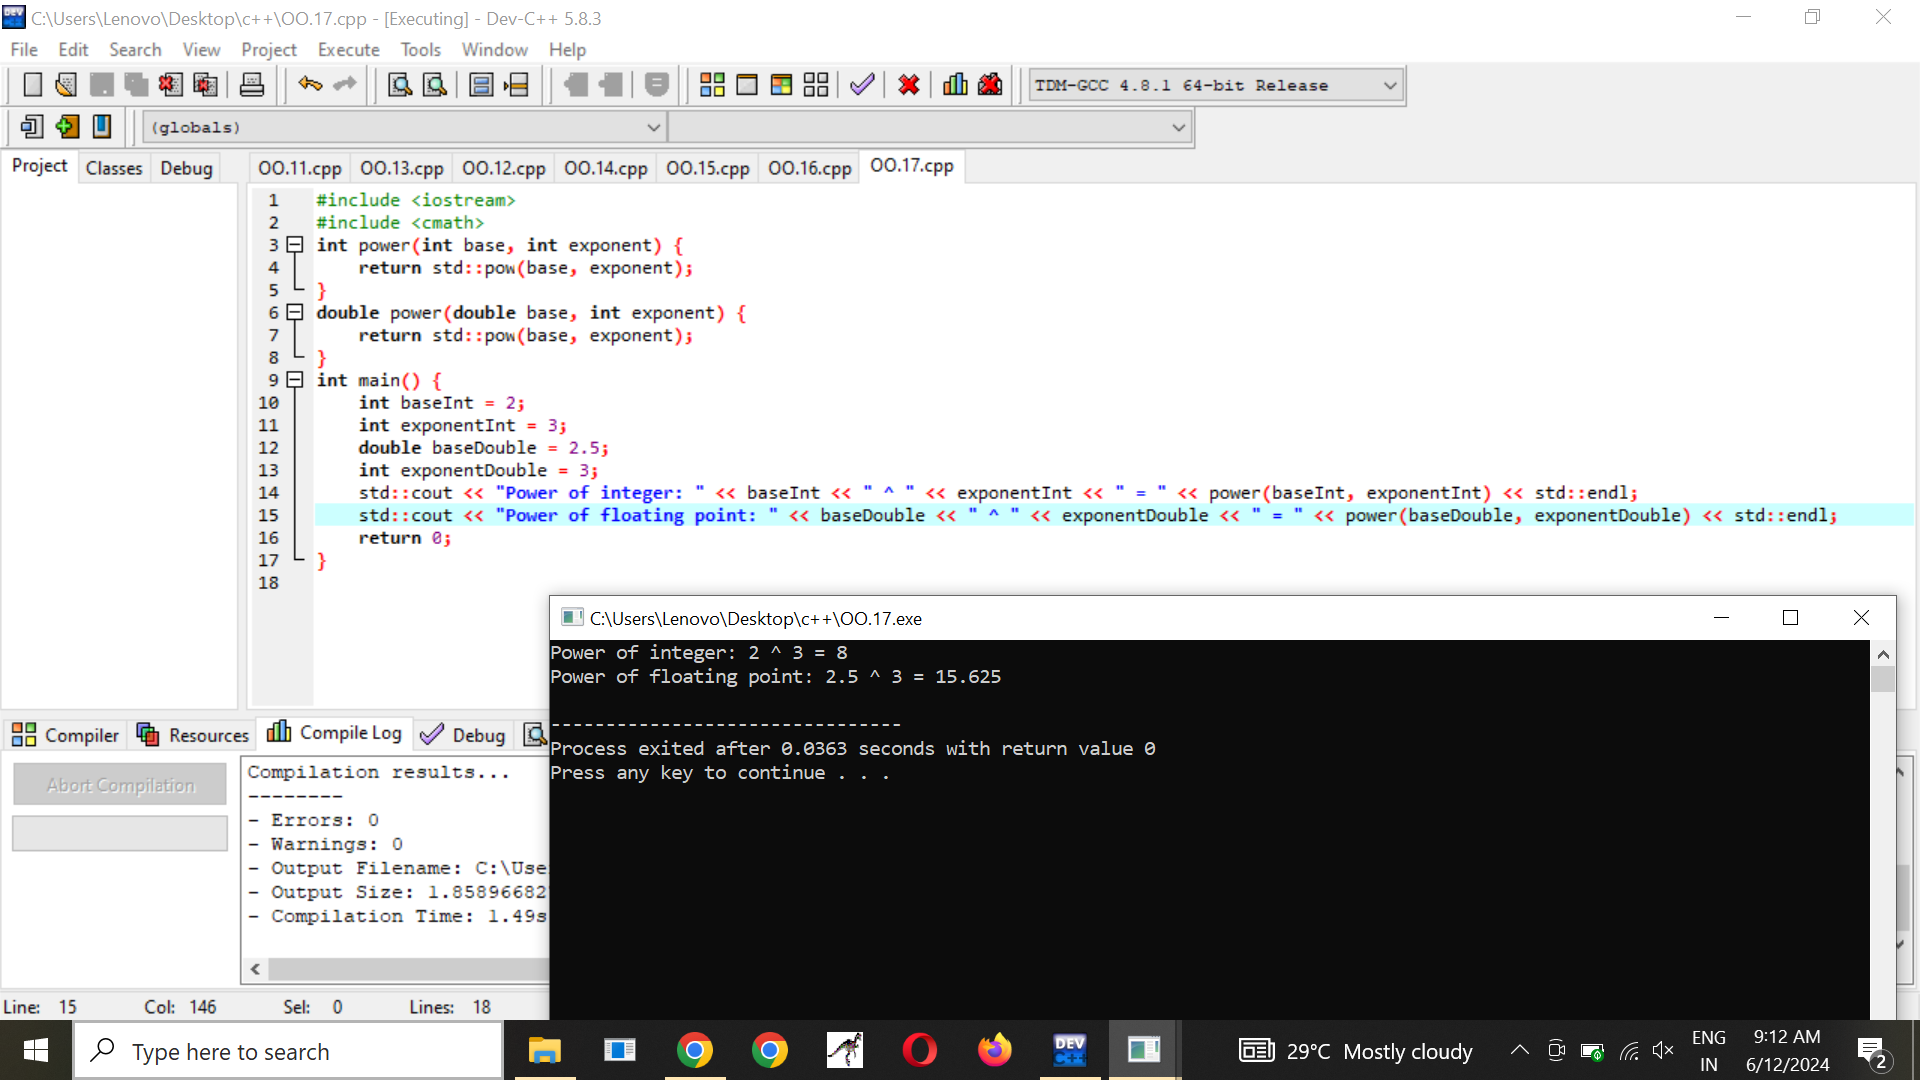 C:\Users\Lenovo\Desktop\c++\OO.17.cpp - [Executing] - Dev-C++ 5.8.3
File Edit Search View Project Execute Tools Window Help
TDM-GCC 4.8.1 64-bit Release
(globals)
Project Classes Debug OO.11.cpp OO.13.cpp OO.12.cpp OO.14.cpp OO.15.cpp OO.16.cpp OO.17.cpp
1 #include <iostream>
2 #include <cmath>
3 int power(int base, int exponent) {
4 return std::pow(base, exponent);
5 }
6 double power(double base, int exponent) {
7 return std::pow(base, exponent);
8 }
9 int main() {
10 int baseInt = 2;
11 int exponentInt = 3;
12 double baseDouble = 2.5;
13 int exponentDouble = 3;
14 std::cout << "Power of integer: " << baseInt << " ^ " << exponentInt << " = " << power(baseInt, exponentInt) << std::endl;
15 std::cout << "Power of floating point: " << baseDouble << " ^ " << exponentDouble << " = " << power(baseDouble, exponentDouble) << std::endl;
16 return 0;
17 }
18
C:\Users\Lenovo\Desktop\c++\OO.17.exe
Power of integer: 2 ^ 3 = 8
Power of floating point: 2.5 ^ 3 = 15.625
--------------------------------
Process exited after 0.0363 seconds with return value 0
Press any key to continue . . .
Compiler Resources Compile Log Debug
Abort Compilation
Compilation results...
--------
- Errors: 0
- Warnings: 0
- Output Filename: C:\Use
- Output Size: 1.85896682
- Compilation Time: 1.49s
Line: 15 Col: 146 Sel: 0 Lines: 18
Type here to search
DEV C++
29°C Mostly cloudy
ENG
IN
9:12 AM
6/12/2024
2